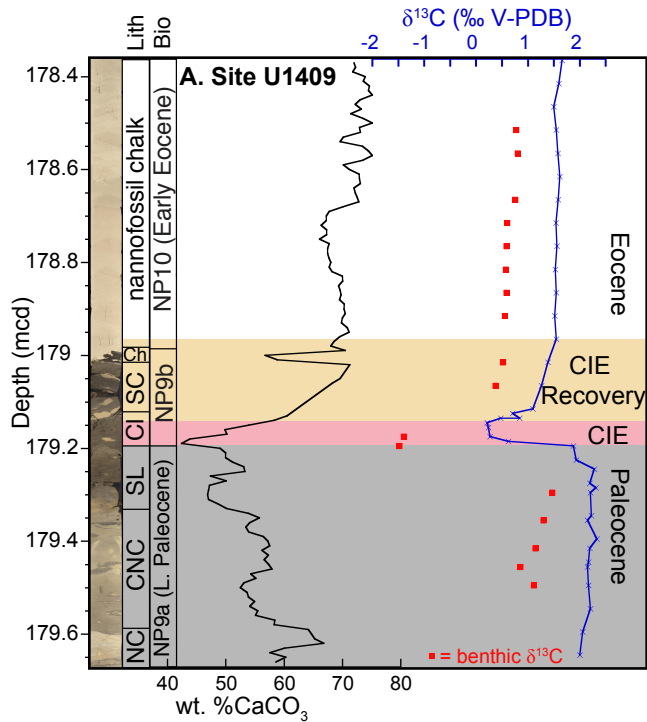 Lith
Bio
δ¹³C (‰ V-PDB)
-2 -1 0 1 2
A. Site U1409
178.4
178.6
178.8
179
179.2
179.4
179.6
Depth (mcd)
nannofossil chalk
Ch
SC
CI
SL
CNC
NC
NP10 (Early Eocene)
NP9b
NP9a (L. Paleocene)
Eocene
CIE
Recovery
CIE
Paleocene
= benthic δ¹³C
40 50 60 70 80
wt. %CaCO₃